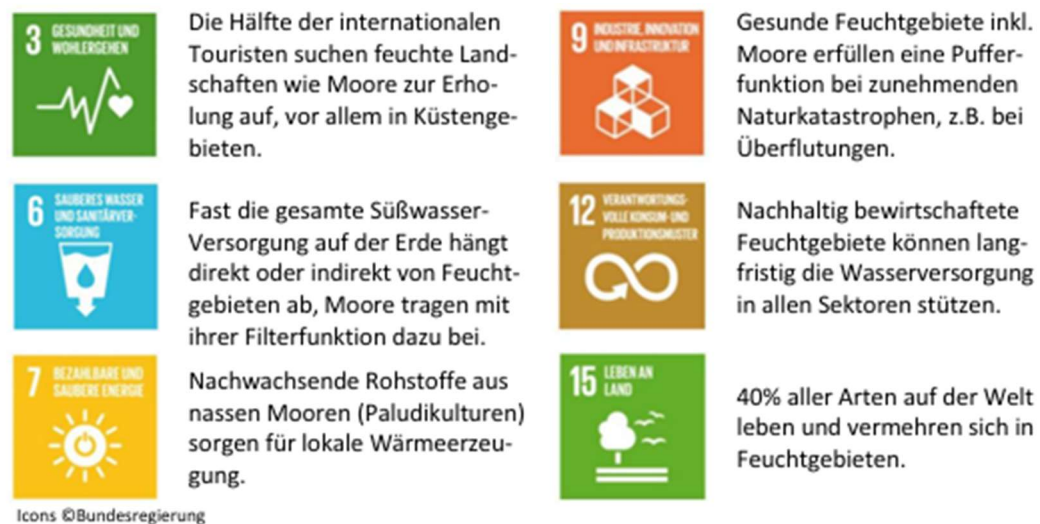 3 GESUNDHEIT UND
WOHLERGEHEN
Die Hälfte der internationalen
Touristen suchen feuchte Land-
schaften wie Moore zur Erho-
lung auf, vor allem in Küstenge-
bieten.
6 SAUBERES WASSER
UND SANITÄRVER-
SORGUNG
Fast die gesamte Süßwasser-
Versorgung auf der Erde hängt
direkt oder indirekt von Feucht-
gebieten ab, Moore tragen mit
ihrer Filterfunktion dazu bei.
7 BEZAHLBARE UND
SAUBERE ENERGIE
Nachwachsende Rohstoffe aus
nassen Mooren (Paludikulturen)
sorgen für lokale Wärmeerzeu-
gung.
9 INDUSTRIE, INNOVATION
UND INFRASTRUKTUR
Gesunde Feuchtgebiete inkl.
Moore erfüllen eine Puffer-
funktion bei zunehmenden
Naturkatastrophen, z.B. bei
Überflutungen.
12 VERANTWORTUNGS-
VOLLE KONSUM- UND
PRODUKTIONSMUSTER
Nachhaltig bewirtschaftete
Feuchtgebiete können lang-
fristig die Wasserversorgung
in allen Sektoren stützen.
15 LEBEN AN
LAND
40% aller Arten auf der Welt
leben und vermehren sich in
Feuchtgebieten.
Icons ©Bundesregierung